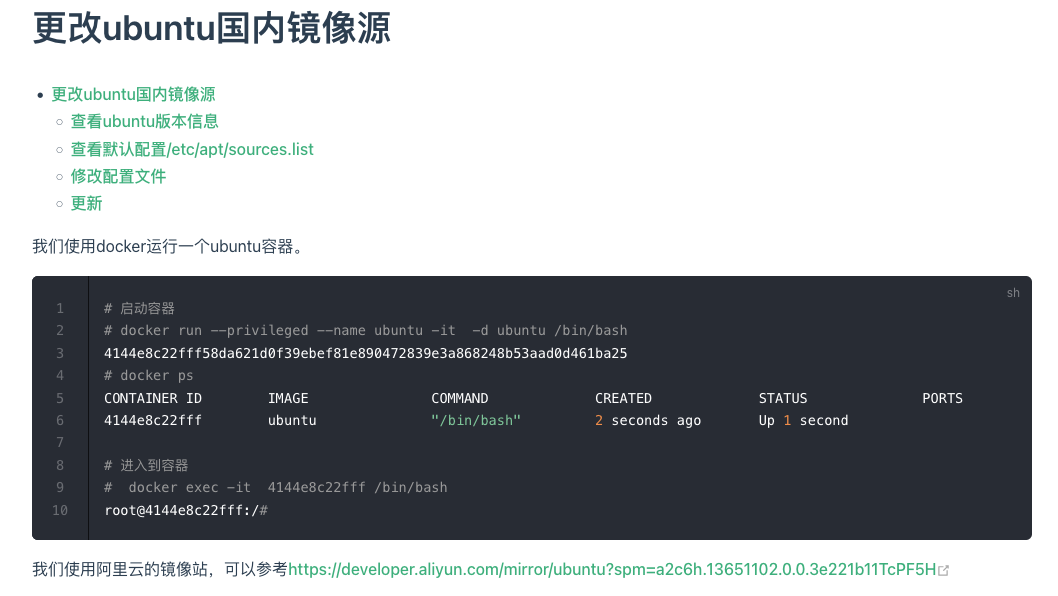 更改ubuntu国内镜像源
更改ubuntu国内镜像源
查看ubuntu版本信息
查看默认配置/etc/apt/sources.list
修改配置文件
更新
我们使用docker运行一个ubuntu容器。
sh
1 # 启动容器
2 # docker run --privileged --name ubuntu -it  -d ubuntu /bin/bash
3 4144e8c22fff58da621d0f39ebef81e890472839e3a868248b53aad0d461ba25
4 # docker ps
5 CONTAINER ID        IMAGE               COMMAND             CREATED             STATUS              PORTS
6 4144e8c22fff        ubuntu              "/bin/bash"         2 seconds ago       Up 1 second
7
8 # 进入到容器
9 #  docker exec -it  4144e8c22fff /bin/bash
10 root@4144e8c22fff:/#
我们使用阿里云的镜像站，可以参考https://developer.aliyun.com/mirror/ubuntu?spm=a2c6h.13651102.0.0.3e221b11TcPF5H